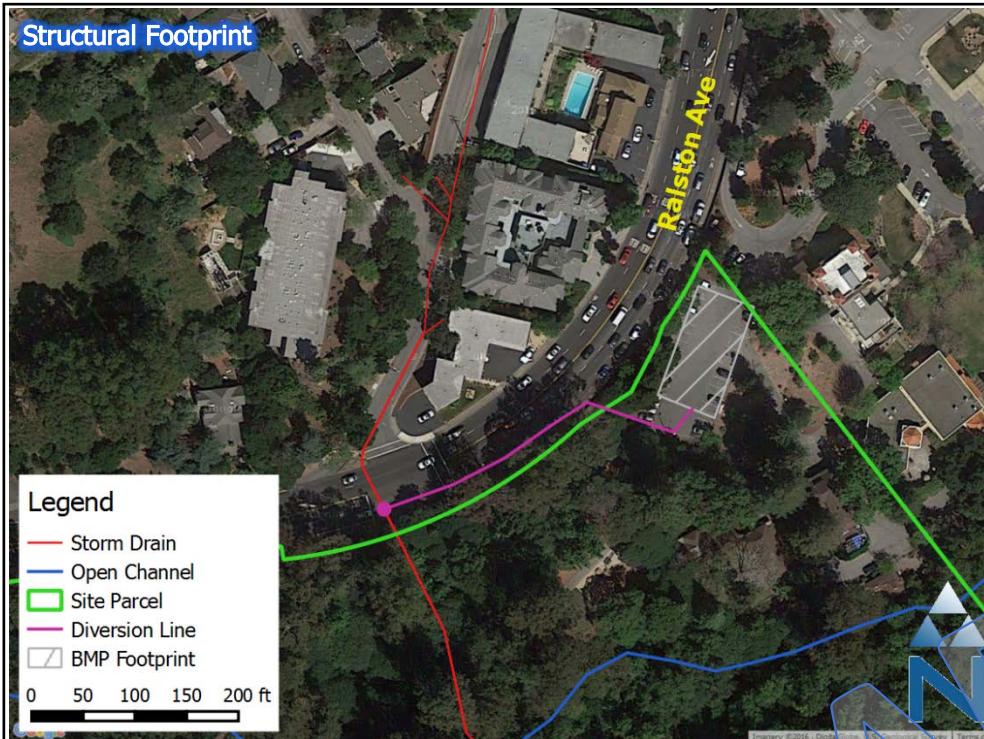 Structural Footprint
Ralston Ave
Legend
Storm Drain
Open Channel
Site Parcel
Diversion Line
BMP Footprint
0 50 100 150 200 ft
N
Imagery ©2016